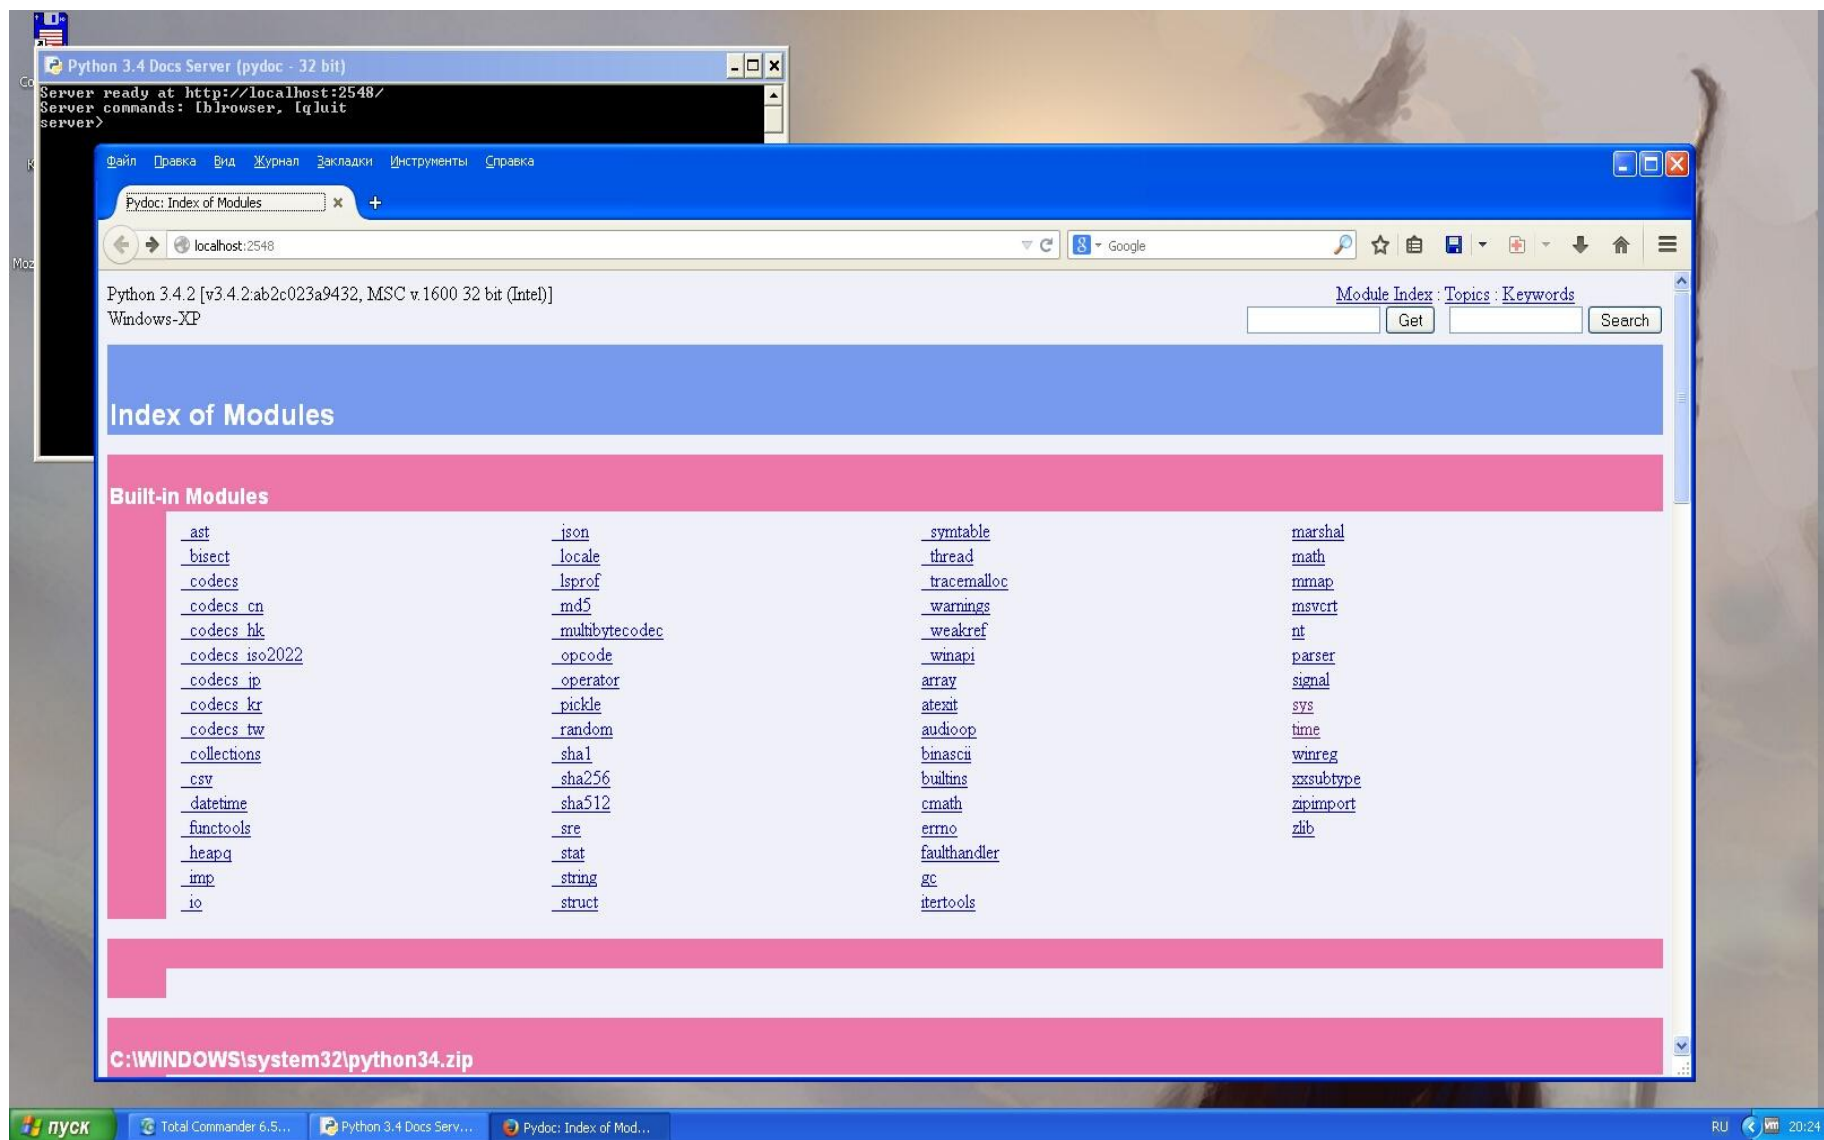 Python 3.4 Docs Server (pydoc - 32 bit)
Server ready at http://localhost:2548/
Server commands: [b]rowser, [q]uit
server>
Файл Правка Вид Журнал Закладки Инструменты Справка
Pydoc: Index of Modules
localhost:2548 Google
Python 3.4.2 [v3.4.2:ab2c023a9432, MSC v.1600 32 bit (Intel)]
Windows-XP
Module Index : Topics : Keywords
Get Search
Index of Modules
Built-in Modules
_ast
_bisect
_codecs
_codecs_cn
_codecs_hk
_codecs_iso2022
_codecs_jp
_codecs_kr
_codecs_tw
_collections
_csv
_datetime
_functools
_heapq
_imp
_io
_json
_locale
_lsprof
_md5
_multibytecodec
_opcode
_operator
_pickle
_random
_sha1
_sha256
_sha512
_sre
_stat
_string
_struct
_symtable
_thread
_tracemalloc
_warnings
_weakref
_winapi
array
atexit
audioop
binascii
builtins
cmath
errno
faulthandler
gc
itertools
marshal
math
mmap
msvcrt
nt
parser
signal
sys
time
winreg
xxsubtype
zipimport
zlib
C:\WINDOWS\system32\python34.zip
пуск Total Commander 6.5... Python 3.4 Docs Serv... Pydoc: Index of Mod... RU 20:24